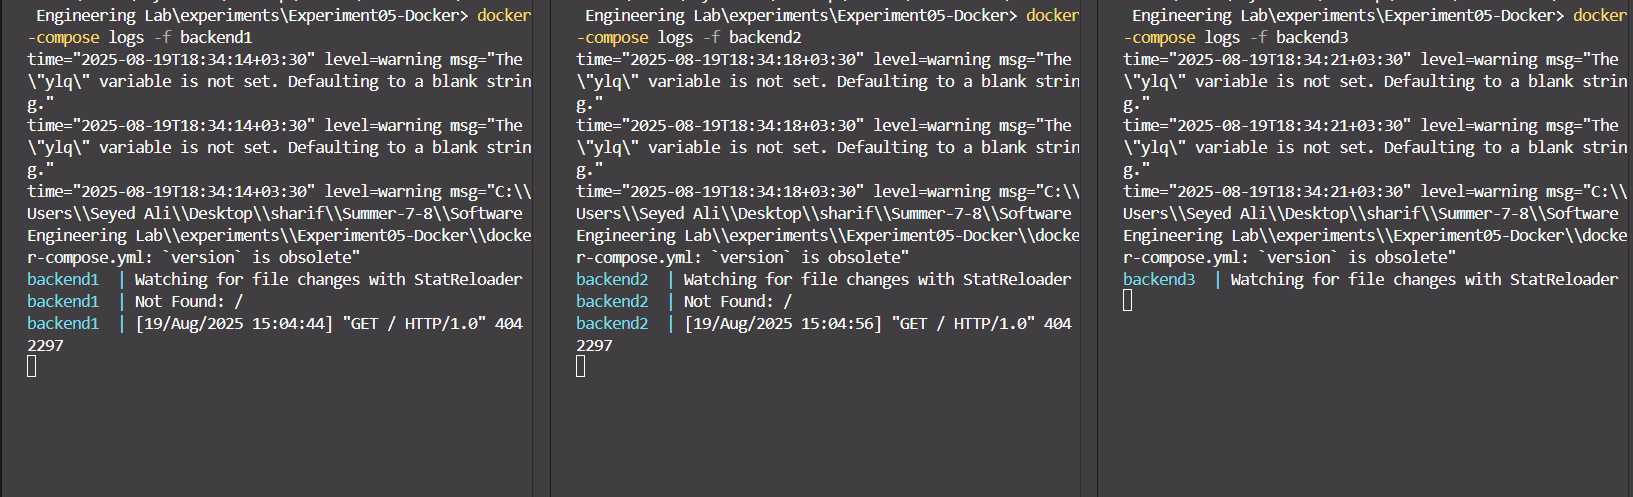 Engineering Lab\experiments\Experiment05-Docker> docker
-compose logs -f backend1
time="2025-08-19T18:34:14+03:30" level=warning msg="The
\"ylq\" variable is not set. Defaulting to a blank strin
g."
time="2025-08-19T18:34:14+03:30" level=warning msg="The
\"ylq\" variable is not set. Defaulting to a blank strin
g."
time="2025-08-19T18:34:14+03:30" level=warning msg="C:\\
Users\\Seyed Ali\\Desktop\\sharif\\Summer-7-8\\Software
Engineering Lab\\experiments\\Experiment05-Docker\\docke
r-compose.yml: `version` is obsolete"
backend1  | Watching for file changes with StatReloader
backend1  | Not Found: /
backend1  | [19/Aug/2025 15:04:44] "GET / HTTP/1.0" 404
2297
Engineering Lab\experiments\Experiment05-Docker> docker
-compose logs -f backend2
time="2025-08-19T18:34:18+03:30" level=warning msg="The
\"ylq\" variable is not set. Defaulting to a blank strin
g."
time="2025-08-19T18:34:18+03:30" level=warning msg="The
\"ylq\" variable is not set. Defaulting to a blank strin
g."
time="2025-08-19T18:34:18+03:30" level=warning msg="C:\\
Users\\Seyed Ali\\Desktop\\sharif\\Summer-7-8\\Software
Engineering Lab\\experiments\\Experiment05-Docker\\docke
r-compose.yml: `version` is obsolete"
backend2  | Watching for file changes with StatReloader
backend2  | Not Found: /
backend2  | [19/Aug/2025 15:04:56] "GET / HTTP/1.0" 404
2297
Engineering Lab\experiments\Experiment05-Docker> docker
-compose logs -f backend3
time="2025-08-19T18:34:21+03:30" level=warning msg="The
\"ylq\" variable is not set. Defaulting to a blank strin
g."
time="2025-08-19T18:34:21+03:30" level=warning msg="The
\"ylq\" variable is not set. Defaulting to a blank strin
g."
time="2025-08-19T18:34:21+03:30" level=warning msg="C:\\
Users\\Seyed Ali\\Desktop\\sharif\\Summer-7-8\\Software
Engineering Lab\\experiments\\Experiment05-Docker\\docke
r-compose.yml: `version` is obsolete"
backend3  | Watching for file changes with StatReloader